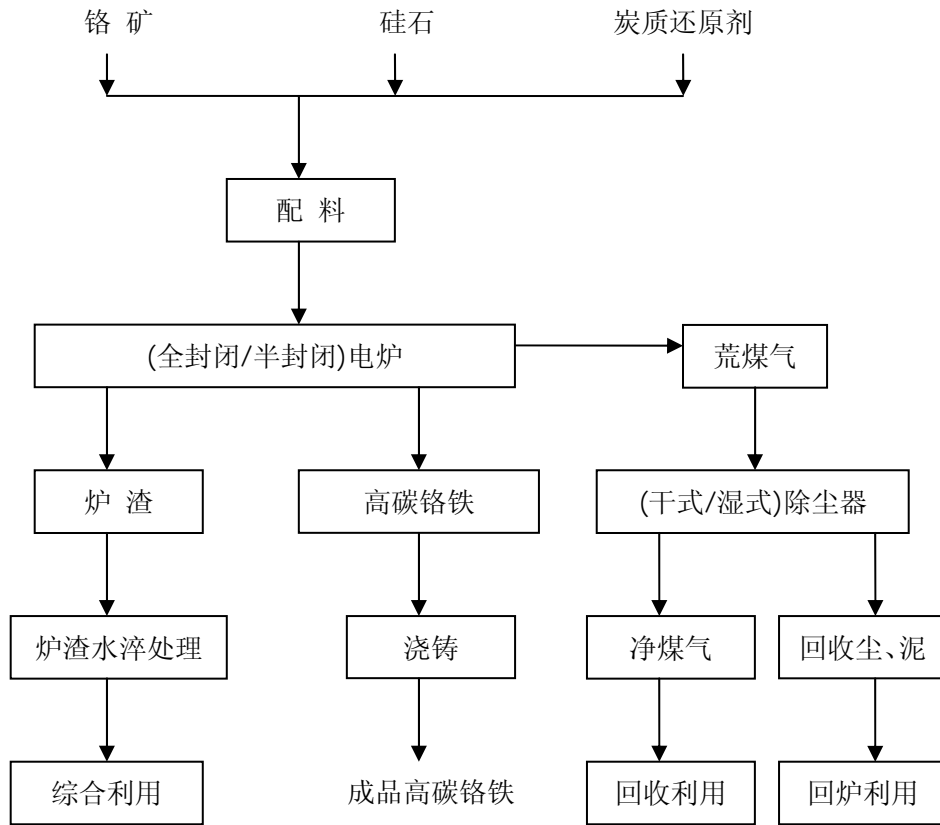 铬 矿
硅石
炭质还原剂
配 料
(全封闭/半封闭)电炉
荒煤气
炉 渣
高碳铬铁
(干式/湿式)除尘器
炉渣水淬处理
浇铸
净煤气
回收尘、泥
综合利用
成品高碳铬铁
回收利用
回炉利用